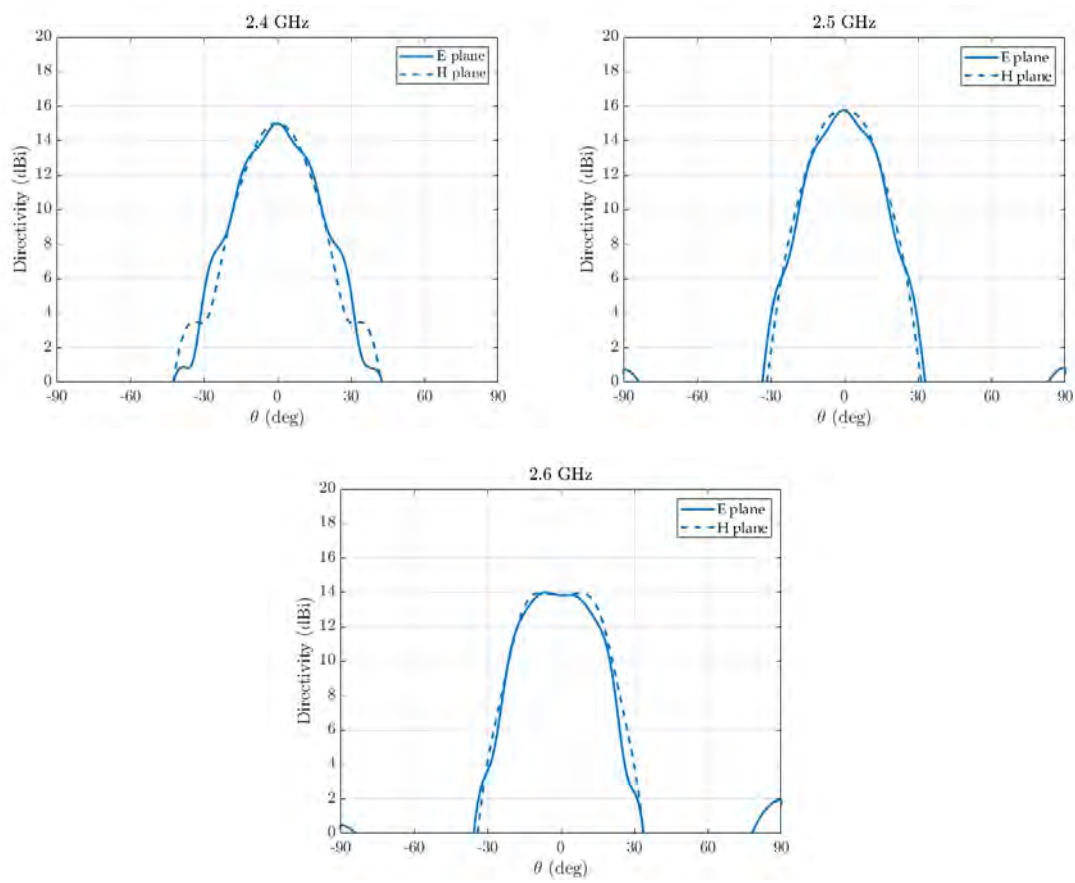 2.4 GHz
20
18
16
14
12
10
8
6
4
2
0
Directivity (dBi)
E plane
H plane
-90 -60 -30 0 30 60 90
θ (deg)
2.5 GHz
20
18
16
14
12
10
8
6
4
2
0
Directivity (dBi)
E plane
H plane
-90 -60 -30 0 30 60 90
θ (deg)
2.6 GHz
20
18
16
14
12
10
8
6
4
2
0
Directivity (dBi)
E plane
H plane
-90 -60 -30 0 30 60 90
θ (deg)